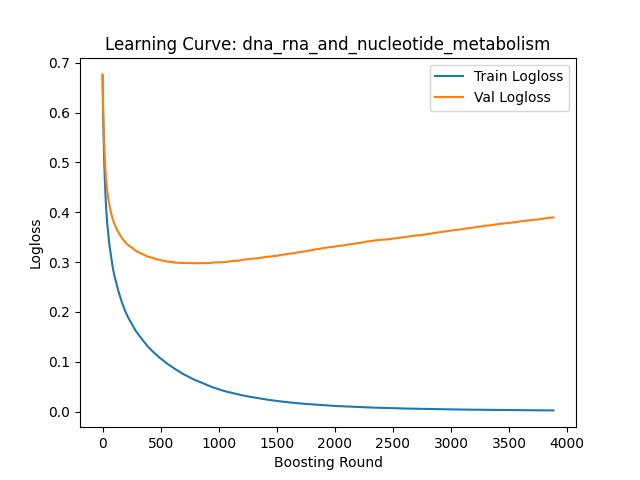 Learning Curve: dna_rna_and_nucleotide_metabolism
Train Logloss
Val Logloss
Logloss
0.7
0.6
0.5
0.4
0.3
0.2
0.1
0.0
0 500 1000 1500 2000 2500 3000 3500 4000
Boosting Round